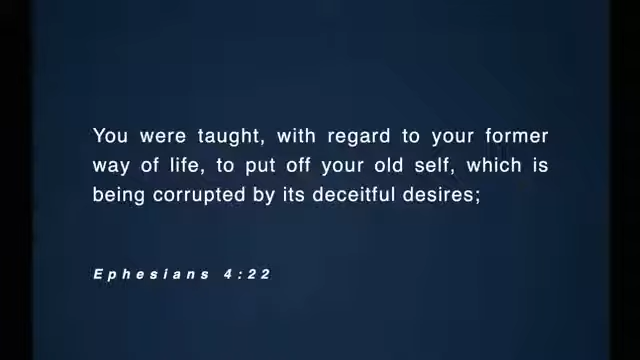 You were taught, with regard to your former
way of life, to put off your old self, which is
being corrupted by its deceitful desires;
Ephesians 4:22